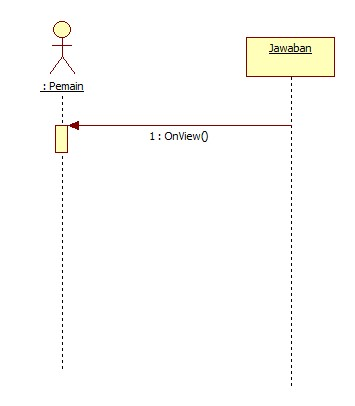 Jawaban
: Pemain
1 : OnView()